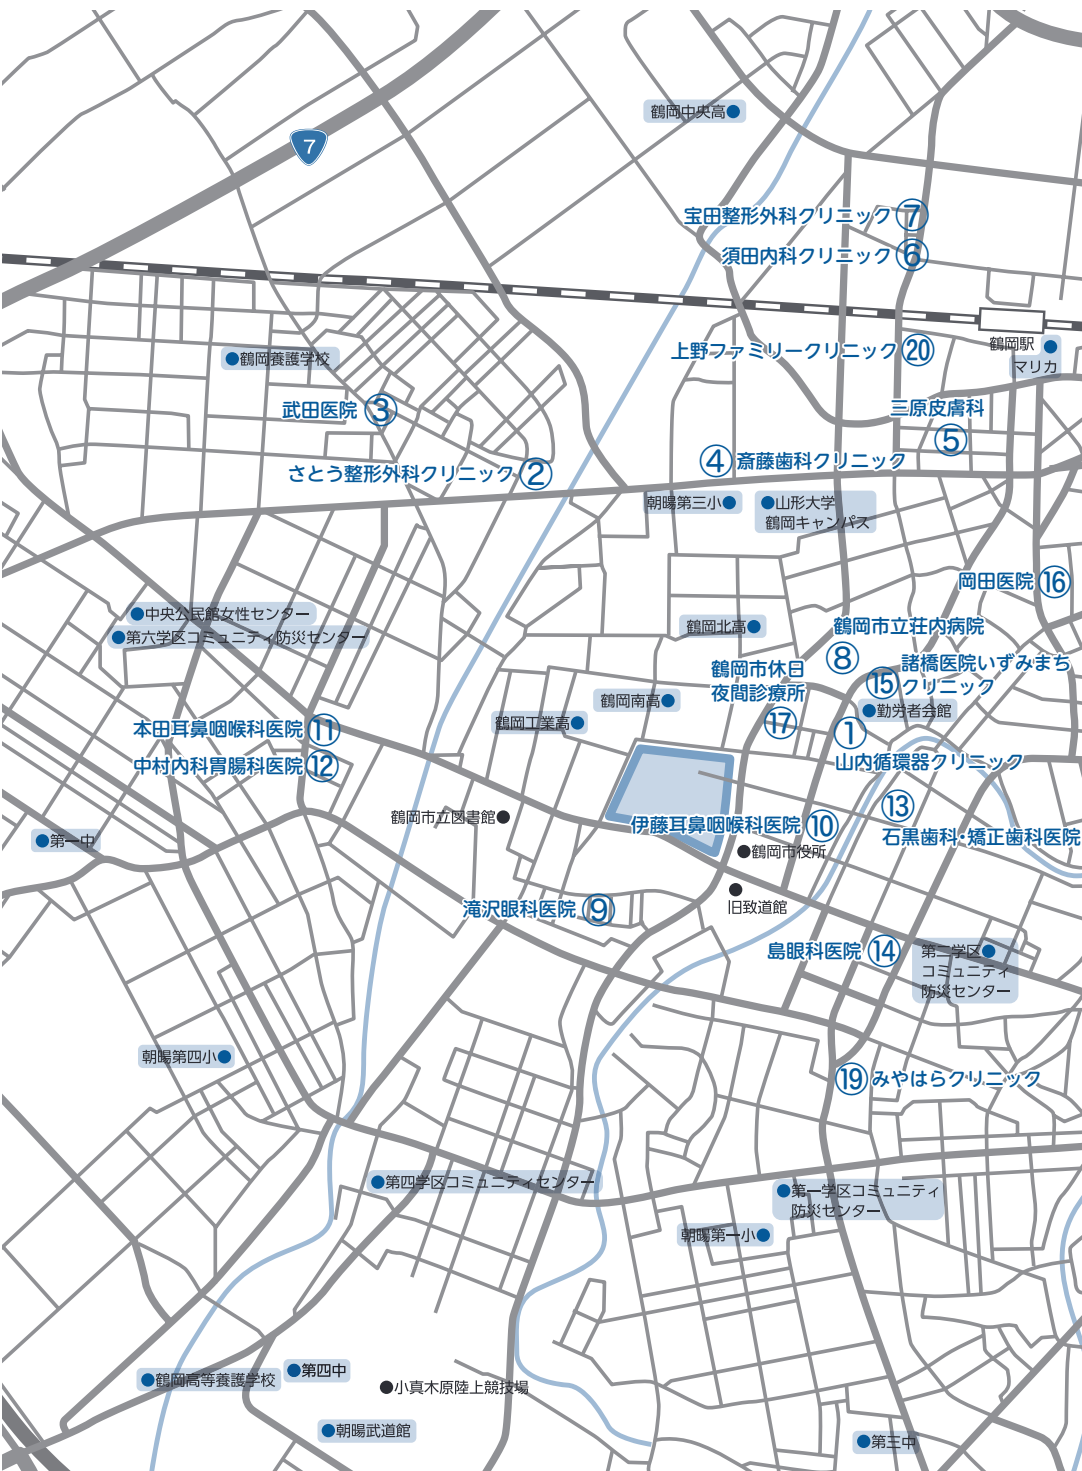 鶴岡中央高
7
宝田整形外科クリニック⑦
須田内科クリニック⑥
上野ファミリークリニック⑳
鶴岡駅
マリカ
鶴岡養護学校
武田医院③
三原皮膚科
⑤
さとう整形外科クリニック②
④斎藤歯科クリニック
朝暘第三小
山形大学
鶴岡キャンパス
岡田医院⑯
中央公民館女性センター
第六学区コミュニティ防災センター
鶴岡北高
鶴岡市立荘内病院
⑧
鶴岡市休日
夜間診療所
⑰
諸橋医院いずみまち
⑮クリニック
勤労者会館
鶴岡南高
鶴岡工業高
①
山内循環器クリニック
本田耳鼻咽喉科医院⑪
中村内科胃腸科医院⑫
⑬
石黒歯科・矯正歯科医院
鶴岡市立図書館
伊藤耳鼻咽喉科医院⑩
第一中
鶴岡市役所
旧致道館
滝沢眼科医院⑨
島眼科医院⑭
第二学区
コミュニティ
防災センター
朝暘第四小
⑲みやはらクリニック
第四学区コミュニティセンター
第一学区コミュニティ
防災センター
朝暘第一小
鶴岡高等養護学校
第四中
小真木原陸上競技場
朝暘武道館
第三中